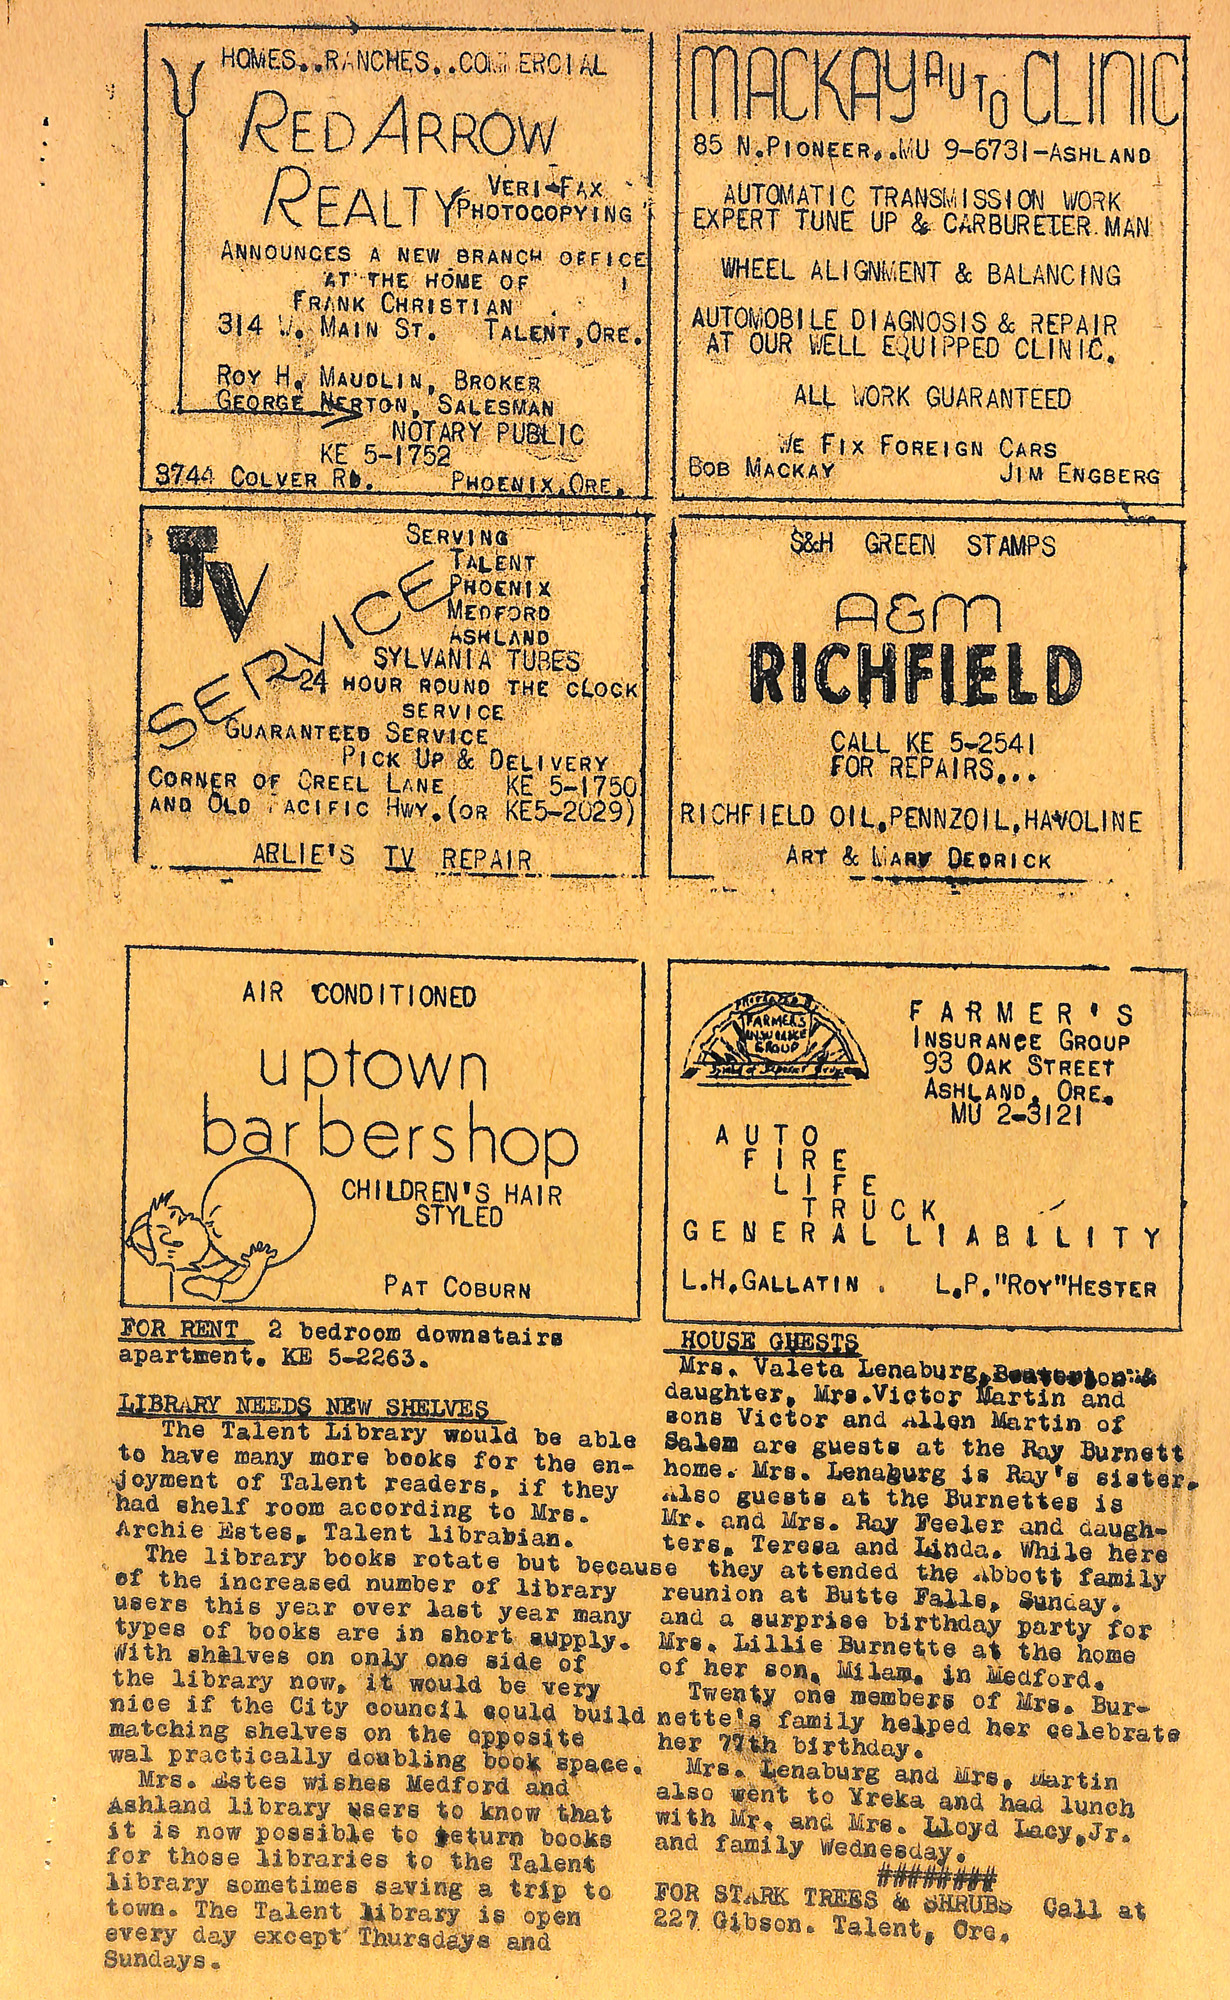 HOMES..RANCHES..COMMERCIAL
RED ARROW
REALTY
VERI-FAX
PHOTOCOPYING
ANNOUNCES A NEW BRANCH OFFICE
AT THE HOME OF
FRANK CHRISTIAN
314 W. MAIN ST. TALENT,ORE.
ROY H. MAUDLIN, BROKER
GEORGE NERTON, SALESMAN
NOTARY PUBLIC
KE 5-1752
3744 COLVER RD. PHOENIX,ORE.
MACKAY AUTO CLINIC
85 N.PIONEER..MU 9-6731-ASHLAND
AUTOMATIC TRANSMISSION WORK
EXPERT TUNE UP & CARBURETER MAN
WHEEL ALIGNMENT & BALANCING
AUTOMOBILE DIAGNOSIS & REPAIR
AT OUR WELL EQUIPPED CLINIC.
ALL WORK GUARANTEED
WE FIX FOREIGN CARS
BOB MACKAY JIM ENGBERG
TV
SERVICE
SERVING
TALENT
PHOENIX
MEDFORD
ASHLAND
SYLVANIA TUBES
24 HOUR ROUND THE CLOCK
SERVICE
GUARANTEED SERVICE
PICK UP & DELIVERY
CORNER OF CREEL LANE KE 5-1750
AND OLD PACIFIC HWY.(OR KE5-2029)
ARLIE'S TV REPAIR
S&H GREEN STAMPS
A&M
RICHFIELD
CALL KE 5-2541
FOR REPAIRS...
RICHFIELD OIL,PENNZOIL,HAVOLINE
ART & MARY DEDRICK
AIR CONDITIONED
uptown
barbershop
CHILDREN'S HAIR
STYLED
PAT COBURN
FARMERS
INSURANCE
GROUP
FARMER'S
INSURANCE GROUP
93 OAK STREET
ASHLAND, ORE.
MU 2-3121
AUTO
FIRE
LIFE
TRUCK
GENERAL LIABILITY
L.H.GALLATIN . L.P."ROY"HESTER
FOR RENT 2 bedroom downstairs
apartment. KE 5-2263.
LIBRARY NEEDS NEW SHELVES
The Talent Library would be able
to have many more books for the en-
joyment of Talent readers, if they
had shelf room according to Mrs.
Archie Estes, Talent librabian.
The library books rotate but because
of the increased number of library
users this year over last year many
types of books are in short supply.
With shelves on only one side of
the library now, it would be very
nice if the City council could build
matching shelves on the opposite
wal practically doubling book space.
Mrs. Estes wishes Medford and
Ashland library users to know that
it is now possible to return books
for those libraries to the Talent
library sometimes saving a trip to
town. The Talent library is open
every day except Thursdays and
Sundays.
HOUSE GUESTS
Mrs. Valeta Lenaburg,Beaverton &
daughter, Mrs.Victor Martin and
sons Victor and Allen Martin of
Salem are guests at the Ray Burnett
home. Mrs. Lenaburg is Ray's sister.
Also guests at the Burnettes is
Mr. and Mrs. Ray Feeler and daugh-
ters, Teresa and Linda. While here
they attended the Abbott family
reunion at Butte Falls, Sunday.
and a surprise birthday party for
Mrs. Lillie Burnette at the home
of her son, Milam, in Medford.
Twenty one members of Mrs. Bur-
nette's family helped her celebrate
her 77th birthday.
Mrs. Lenaburg and Mrs. Martin
also went to Yreka and had lunch
with Mr. and Mrs. Lloyd Lacy,Jr.
and family Wednesday.
########
FOR STARK TREES & SHRUBS Call at
227 Gibson. Talent, Ore.